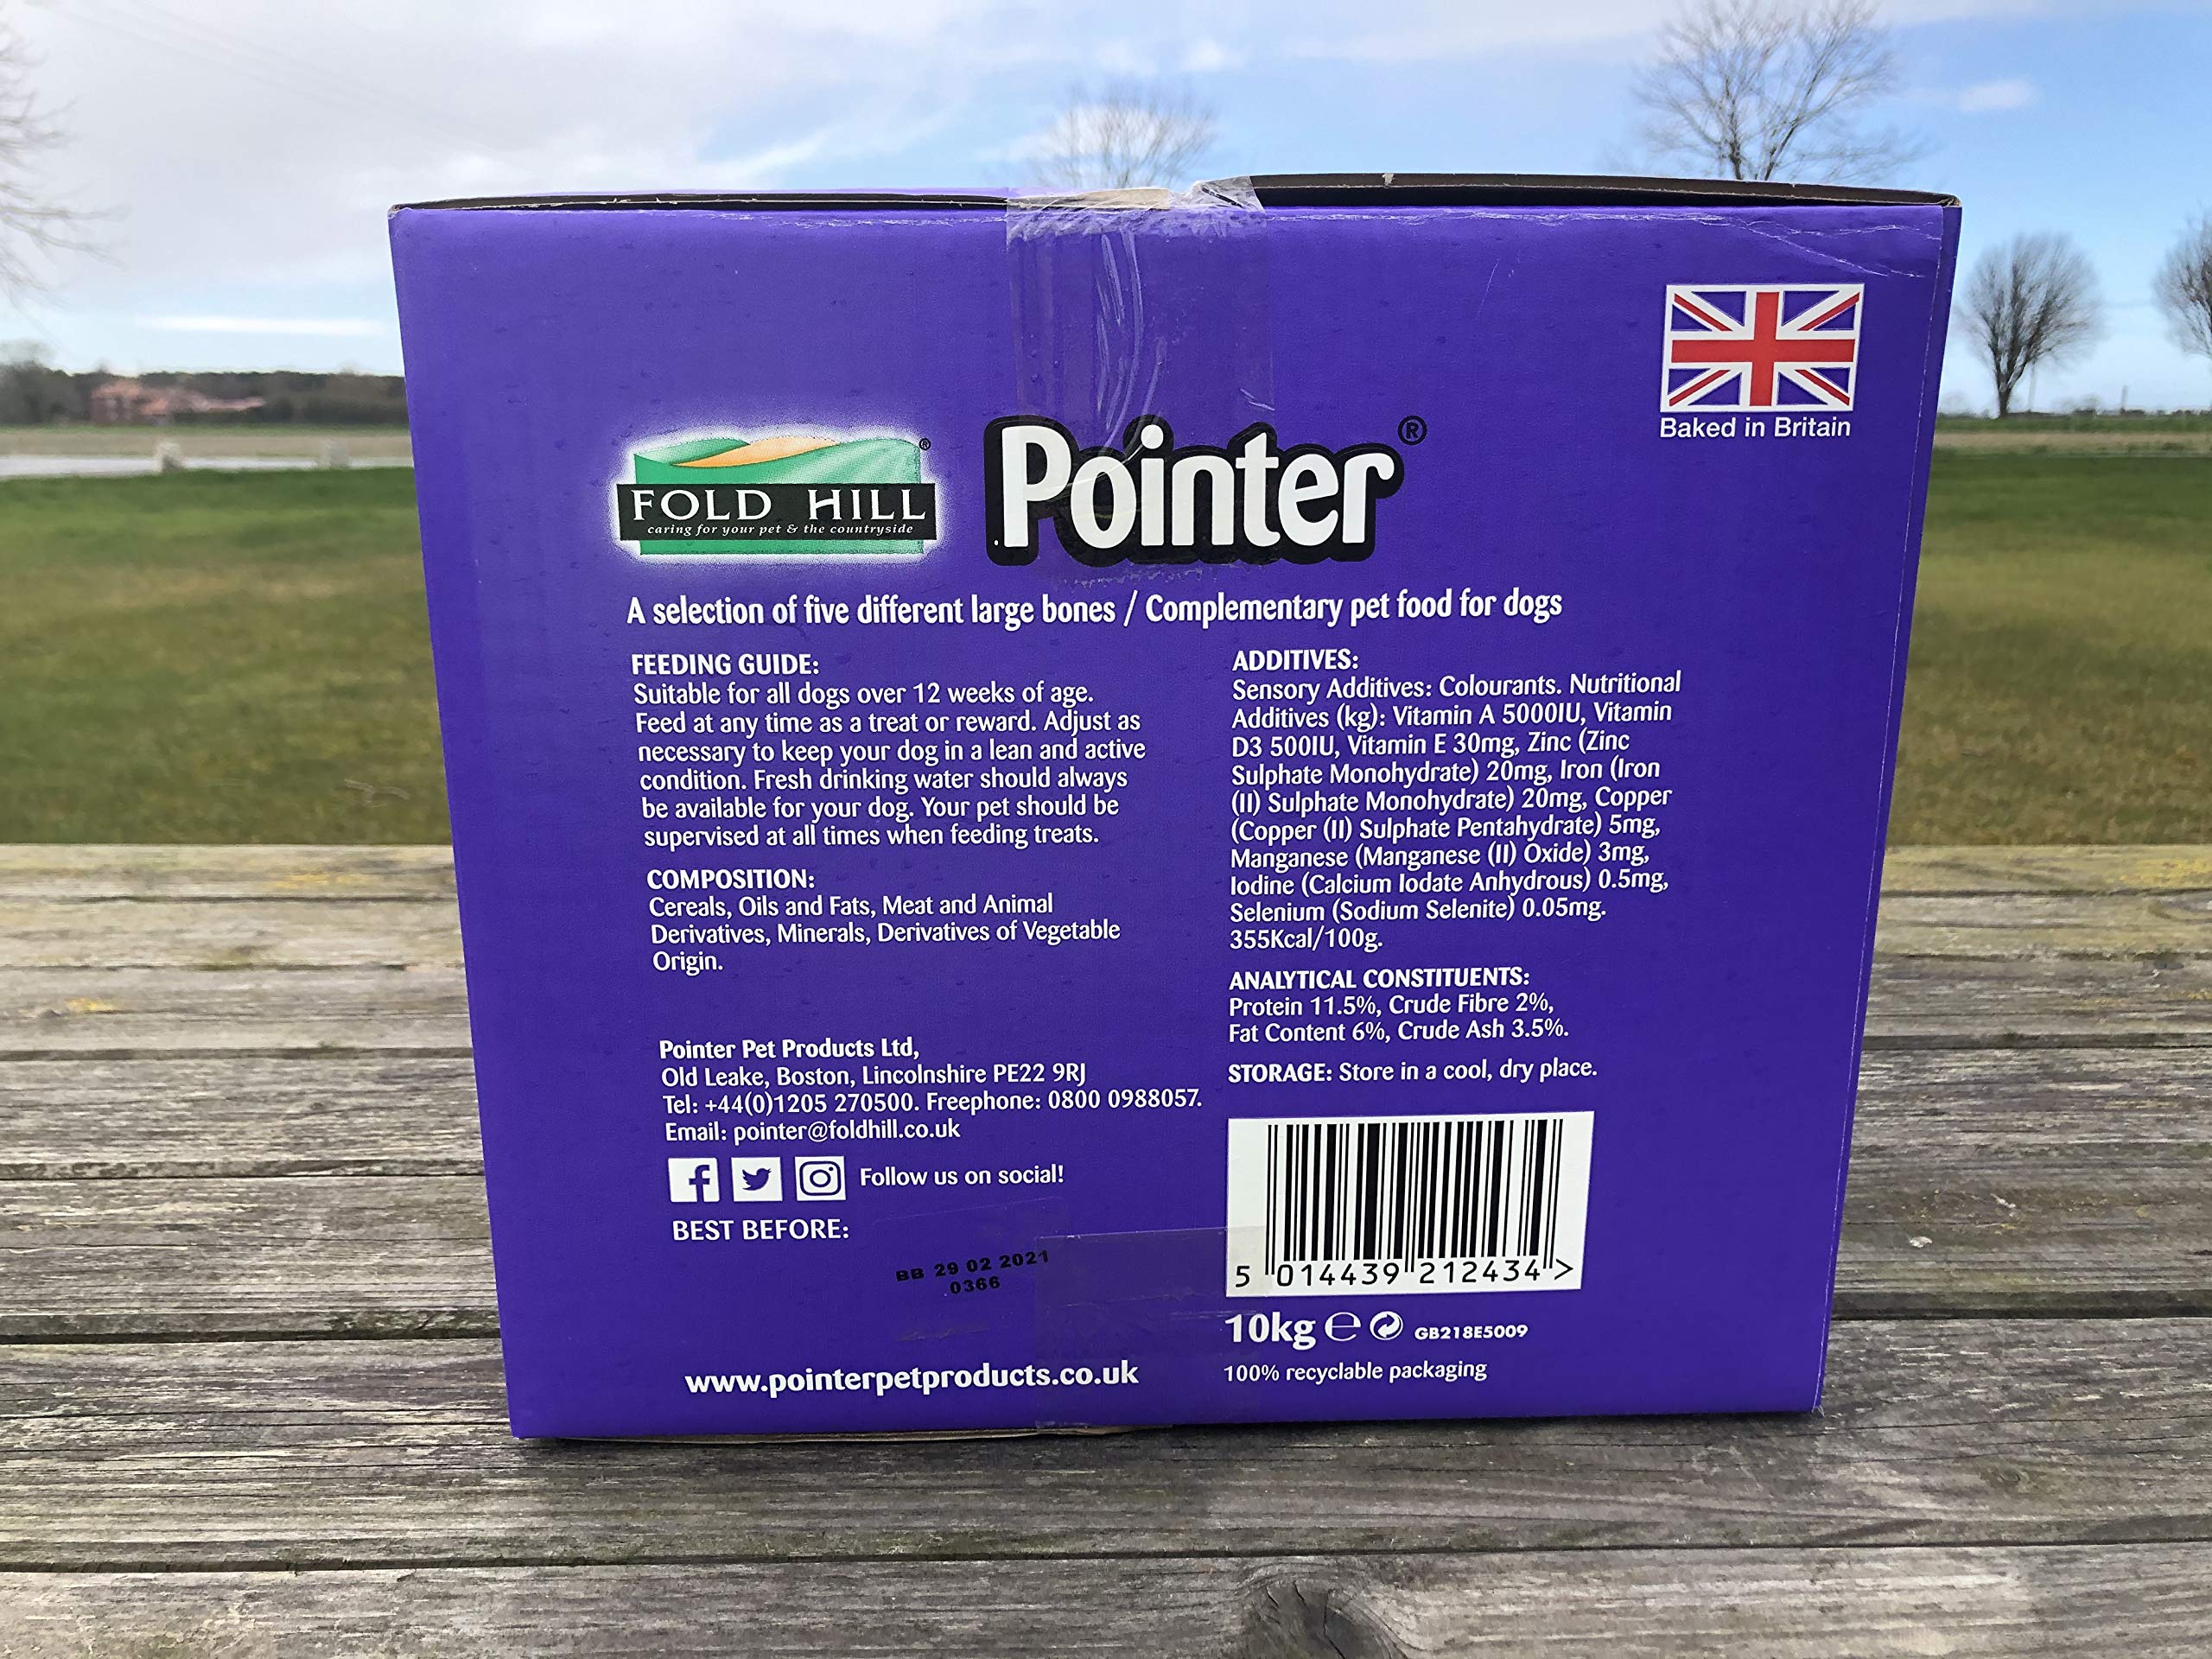 Baked in Britain
FOLD HILL ®
caring for your pet & the countryside
Pointer ®
A selection of five different large bones / Complementary pet food for dogs
FEEDING GUIDE:
Suitable for all dogs over 12 weeks of age.
Feed at any time as a treat or reward. Adjust as
necessary to keep your dog in a lean and active
condition. Fresh drinking water should always
be available for your dog. Your pet should be
supervised at all times when feeding treats.
COMPOSITION:
Cereals, Oils and Fats, Meat and Animal
Derivatives, Minerals, Derivatives of Vegetable
Origin.
Pointer Pet Products Ltd,
Old Leake, Boston, Lincolnshire PE22 9RJ
Tel: +44(0)1205 270500. Freephone: 0800 0988057.
Email: pointer@foldhill.co.uk
Follow us on social!
BEST BEFORE:
BB 29 02 2021
0366
www.pointerpetproducts.co.uk
ADDITIVES:
Sensory Additives: Colourants. Nutritional
Additives (kg): Vitamin A 5000IU, Vitamin
D3 500IU, Vitamin E 30mg, Zinc (Zinc
Sulphate Monohydrate) 20mg, Iron (Iron
(II) Sulphate Monohydrate) 20mg, Copper
(Copper (II) Sulphate Pentahydrate) 5mg,
Manganese (Manganese (II) Oxide) 3mg,
Iodine (Calcium Iodate Anhydrous) 0.5mg,
Selenium (Sodium Selenite) 0.05mg.
355Kcal/100g.
ANALYTICAL CONSTITUENTS:
Protein 11.5%, Crude Fibre 2%,
Fat Content 6%, Crude Ash 3.5%.
STORAGE: Store in a cool, dry place.
5 014439 212434 >
10kg e GB218E5009
100% recyclable packaging